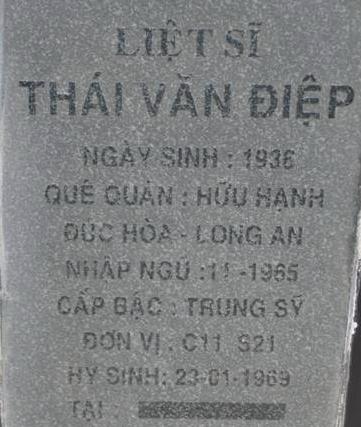 LIỆT SĨ
THÁI VĂN ĐIỆP
NGÀY SINH : 1936
QUÊ QUÁN : HỮU HẠNH
ĐỨC HÒA - LONG AN
NHẬP NGŨ : 11 -1965
CẤP BẬC : TRUNG SỸ
ĐƠN VỊ : C11 S21
HY SINH: 23-01-1969
TẠI :